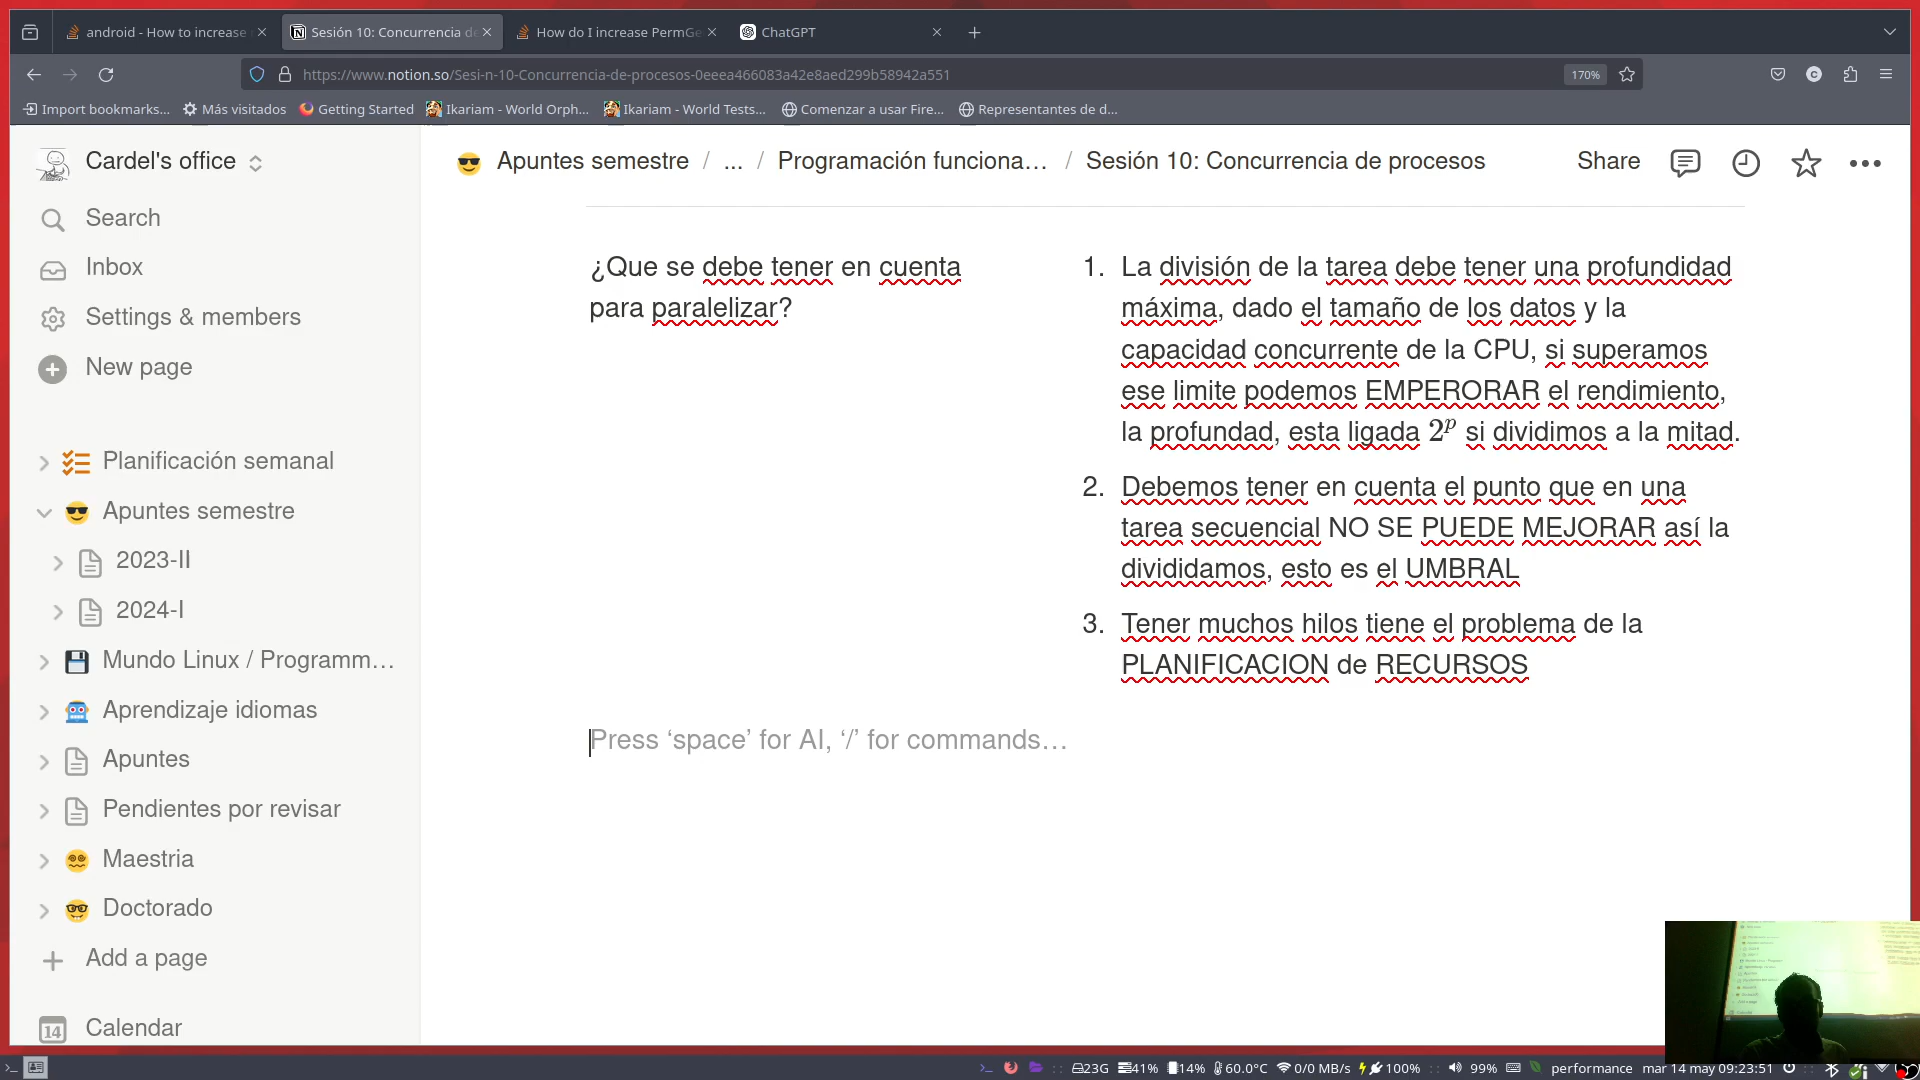 android - How to increase
Sesión 10: Concurrencia de
How do I increase PermGe
ChatGPT
https://www.notion.so/Sesi-n-10-Concurrencia-de-procesos-0eeea466083a42e8aed299b58942a551
170%
Import bookmarks...
Más visitados
Getting Started
Ikariam - World Orph...
Ikariam - World Tests...
Comenzar a usar Fire...
Representantes de d...
Cardel's office
Apuntes semestre / ... / Programación funciona... / Sesión 10: Concurrencia de procesos
Share
Search
Inbox
Settings & members
New page
Planificación semanal
Apuntes semestre
2023-II
2024-I
Mundo Linux / Programm...
Aprendizaje idiomas
Apuntes
Pendientes por revisar
Maestria
Doctorado
Add a page
14 Calendar
¿Que se debe tener en cuenta
para paralelizar?
1. La división de la tarea debe tener una profundidad
máxima, dado el tamaño de los datos y la
capacidad concurrente de la CPU, si superamos
ese limite podemos EMPERORAR el rendimiento,
la profundad, esta ligada 2^p si dividimos a la mitad.
2. Debemos tener en cuenta el punto que en una
tarea secuencial NO SE PUEDE MEJORAR así la
divididamos, esto es el UMBRAL
3. Tener muchos hilos tiene el problema de la
PLANIFICACION de RECURSOS
Press ‘space’ for AI, ‘/’ for commands…
23G 41% 14% 60.0°C 0/0 MB/s 100% :: 99% performance mar 14 may 09:23:51